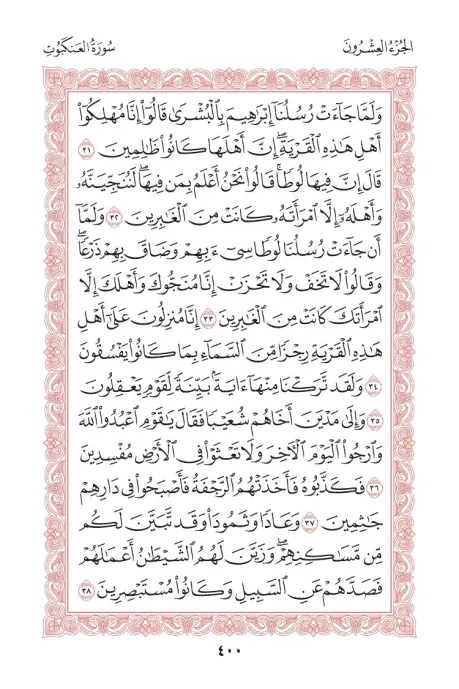 الجُزءُ العِشرُونَ
سُورَةُ العَنكَبُوتِ
وَلَمَّا جَآءَتۡ رُسُلُنَآ إِبۡرَٰهِيمَ بِٱلۡبُشۡرَىٰ قَالُوٓاْ إِنَّا مُهۡلِكُوٓاْ
أَهۡلِ هَٰذِهِ ٱلۡقَرۡيَةِۖ إِنَّ أَهۡلَهَا كَانُواْ ظَٰلِمِينَ ٣١
قَالَ إِنَّ فِيهَا لُوطٗاۚ قَالُواْ نَحۡنُ أَعۡلَمُ بِمَن فِيهَاۖ لَنُنَجِّيَنَّهُۥ
وَأَهۡلَهُۥٓ إِلَّا ٱمۡرَأَتَهُۥ كَانَتۡ مِنَ ٱلۡغَٰبِرِينَ ٣٢ وَلَمَّآ
أَن جَآءَتۡ رُسُلُنَا لُوطٗا سِيٓءَ بِهِمۡ وَضَاقَ بِهِمۡ ذَرۡعٗاۖ
وَقَالُواْ لَا تَخَفۡ وَلَا تَحۡزَنۡ إِنَّا مُنَجُّوكَ وَأَهۡلَكَ إِلَّا
ٱمۡرَأَتَكَ كَانَتۡ مِنَ ٱلۡغَٰبِرِينَ ٣٣ إِنَّا مُنزِلُونَ عَلَىٰٓ أَهۡلِ
هَٰذِهِ ٱلۡقَرۡيَةِ رِجۡزٗا مِّنَ ٱلسَّمَآءِ بِمَا كَانُواْ يَفۡسُقُونَ
٣٤ وَلَقَد تَّرَكۡنَا مِنۡهَآ ءَايَةَۢ بَيِّنَةٗ لِّقَوۡمٖ يَعۡقِلُونَ
٣٥ وَإِلَىٰ مَدۡيَنَ أَخَاهُمۡ شُعَيۡبٗا فَقَالَ يَٰقَوۡمِ ٱعۡبُدُواْ ٱللَّهَ
وَٱرۡجُواْ ٱلۡيَوۡمَ ٱلۡأٓخِرَ وَلَا تَعۡثَوۡاْ فِي ٱلۡأَرۡضِ مُفۡسِدِينَ
٣٦ فَكَذَّبُوهُ فَأَخَذَتۡهُمُ ٱلرَّجۡفَةُ فَأَصۡبَحُواْ فِي دَارِهِمۡ
جَٰثِمِينَ ٣٧ وَعَادٗا وَثَمُودَاْ وَقَد تَّبَيَّنَ لَكُم
مِّن مَّسَٰكِنِهِمۡۖ وَزَيَّنَ لَهُمُ ٱلشَّيۡطَٰنُ أَعۡمَٰلَهُمۡ
فَصَدَّهُمۡ عَنِ ٱلسَّبِيلِ وَكَانُواْ مُسۡتَبۡصِرِينَ ٣٨
٤٠٠